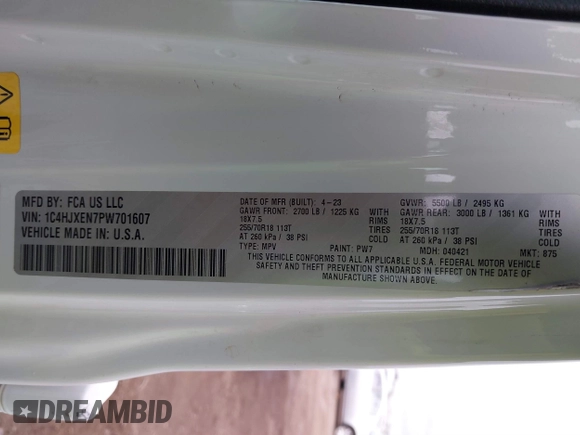 MFD BY: FCA US LLC
VIN: 1C4HJXEN7PW701607
VEHICLE MADE IN: U.S.A.
DATE OF MFR (BUILT): 4-23
GVWR: 5500 LB / 2495 KG
GAWR FRONT: 2700 LB / 1225 KG
GAWR REAR: 3000 LB / 1361 KG
18X7.5 RIMS
18X7.5 RIMS
255/70R18 113T TIRES
255/70R18 113T TIRES
AT 260 kPa / 38 PSI COLD
AT 260 kPa / 38 PSI COLD
TYPE: MPV PAINT: PW7 MDH: 040421 MKT: 875
THIS VEHICLE CONFORMS TO ALL APPLICABLE U.S.A. FEDERAL MOTOR VEHICLE
SAFETY AND THEFT PREVENTION STANDARDS IN EFFECT ON THE DATE OF
MANUFACTURE SHOWN ABOVE.
DREAMBID